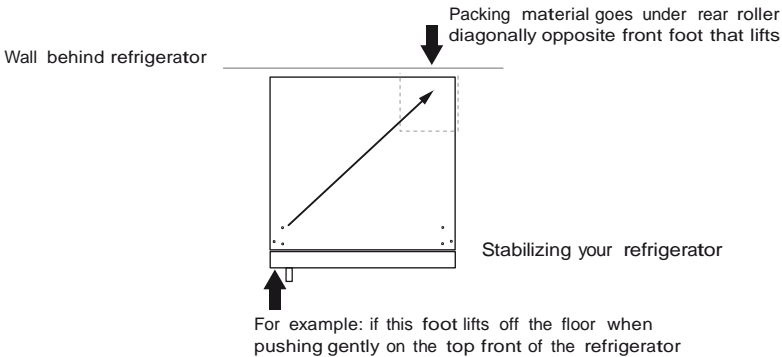 Packing material goes under rear roller
diagonally opposite front foot that lifts
Wall behind refrigerator
Stabilizing your refrigerator
For example: if this foot lifts off the floor when
pushing gently on the top front of the refrigerator